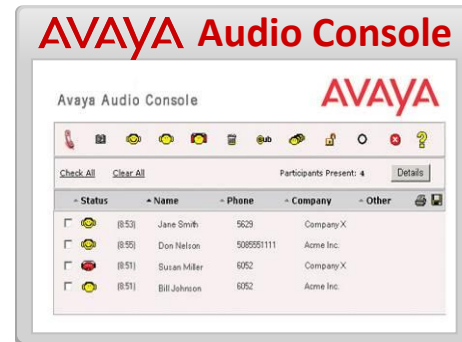 AVAYA Audio Console
Avaya Audio Console AVAYA
sub ?
Check All Clear All Participants Present: 4 Details
Status Name Phone Company Other
(8:53) Jane Smith 5629 Company X
(8:55) Don Nelson 5085551111 Acme Inc.
(8:51) Susan Miller 6052 Company X
(8:51) Bill Johnson 6052 Acme Inc.